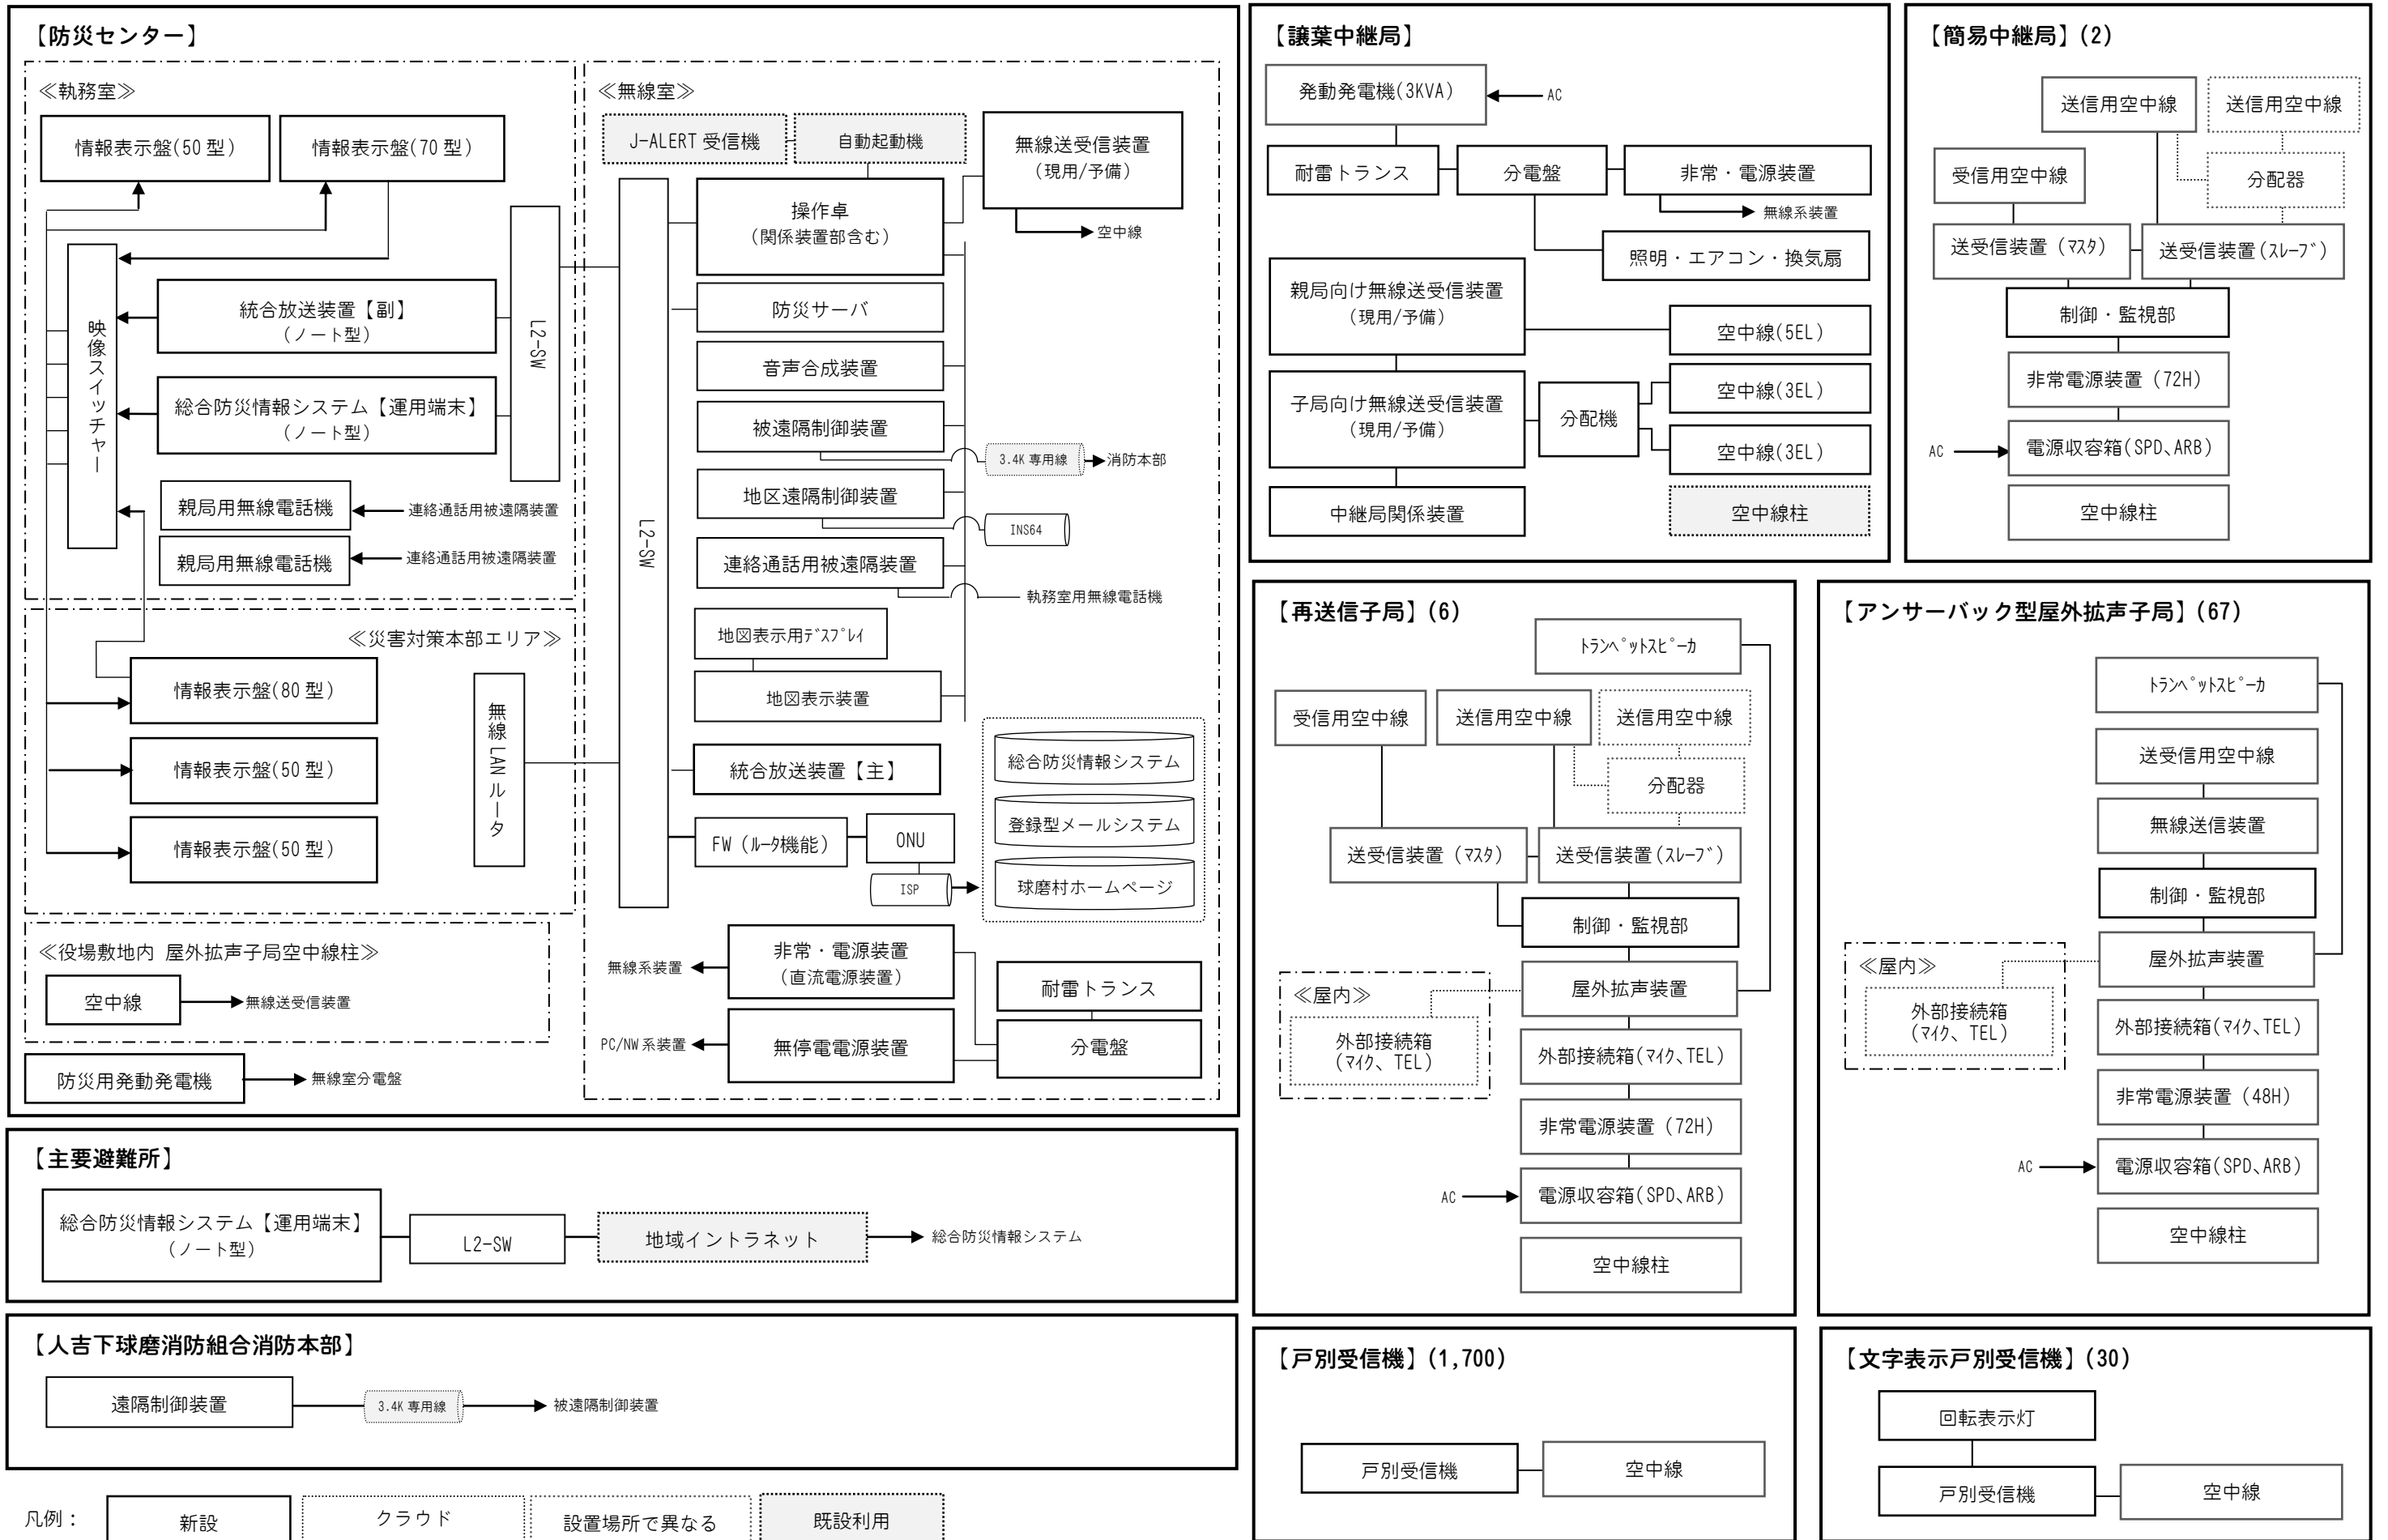 【防災センター】
≪執務室≫
情報表示盤(50型)
情報表示盤(70型)
映像スイッチャー
統合放送装置【副】
(ノート型)
総合防災情報システム【運用端末】
(ノート型)
L2-SW
親局用無線電話機
連絡通話用被遠隔装置
親局用無線電話機
連絡通話用被遠隔装置
≪災害対策本部エリア≫
情報表示盤(80型)
情報表示盤(50型)
情報表示盤(50型)
無線LANルータ
≪役場敷地内 屋外拡声子局空中線柱≫
空中線
無線送受信装置
防災用発動発電機
無線室分電盤
≪無線室≫
J-ALERT受信機
自動起動機
無線送受信装置
(現用/予備)
空中線
L2-SW
操作卓
(関係装置部含む)
防災サーバ
音声合成装置
被遠隔制御装置
3.4K専用線
消防本部
地区遠隔制御装置
INS64
連絡通話用被遠隔装置
執務室用無線電話機
地図表示用ﾃﾞｽﾌﾟﾚｲ
地図表示装置
統合放送装置【主】
FW(ﾙｰﾀ機能)
ONU
ISP
総合防災情報システム
登録型メールシステム
球磨村ホームページ
無線系装置
非常・電源装置
(直流電源装置)
耐雷トランス
PC/NW系装置
無停電電源装置
分電盤
【主要避難所】
総合防災情報システム【運用端末】
(ノート型)
L2-SW
地域イントラネット
総合防災情報システム
【人吉下球磨消防組合消防本部】
遠隔制御装置
3.4K専用線
被遠隔制御装置
凡例:
新設
クラウド
設置場所で異なる
既設利用
【譲葉中継局】
発動発電機(3KVA)
AC
耐雷トランス
分電盤
非常・電源装置
無線系装置
照明・エアコン・換気扇
親局向け無線送受信装置
(現用/予備)
空中線(5EL)
子局向け無線送受信装置
(現用/予備)
分配機
空中線(3EL)
空中線(3EL)
中継局関係装置
空中線柱
【簡易中継局】(2)
送信用空中線
送信用空中線
受信用空中線
分配器
送受信装置(ﾏｽﾀ)
送受信装置(ｽﾚｰﾌﾞ)
制御・監視部
非常電源装置(72H)
AC
電源収容箱(SPD、ARB)
空中線柱
【再送信子局】(6)
ﾄﾗﾝﾍﾟｯﾄｽﾋﾟｰｶ
受信用空中線
送信用空中線
送信用空中線
分配器
送受信装置(ﾏｽﾀ)
送受信装置(ｽﾚｰﾌﾞ)
制御・監視部
≪屋内≫
外部接続箱
(ﾏｲｸ、TEL)
屋外拡声装置
外部接続箱(ﾏｲｸ、TEL)
非常電源装置(72H)
AC
電源収容箱(SPD、ARB)
空中線柱
【アンサーバック型屋外拡声子局】(67)
ﾄﾗﾝﾍﾟｯﾄｽﾋﾟｰｶ
送受信用空中線
無線送信装置
制御・監視部
≪屋内≫
外部接続箱
(ﾏｲｸ、TEL)
屋外拡声装置
外部接続箱(ﾏｲｸ、TEL)
非常電源装置(48H)
AC
電源収容箱(SPD、ARB)
空中線柱
【戸別受信機】(1,700)
戸別受信機
空中線
【文字表示戸別受信機】(30)
回転表示灯
戸別受信機
空中線